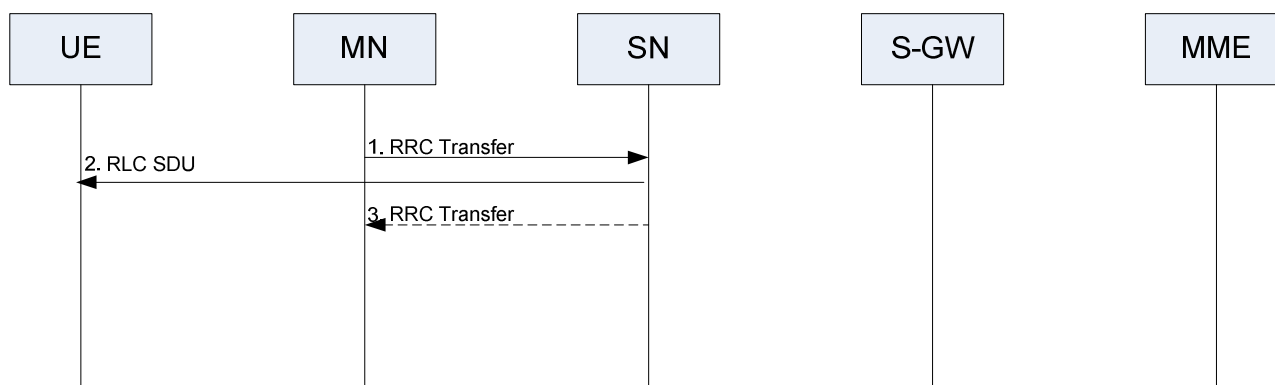 UE
MN
SN
S-GW
MME
1. RRC Transfer
2. RLC SDU
3. RRC Transfer